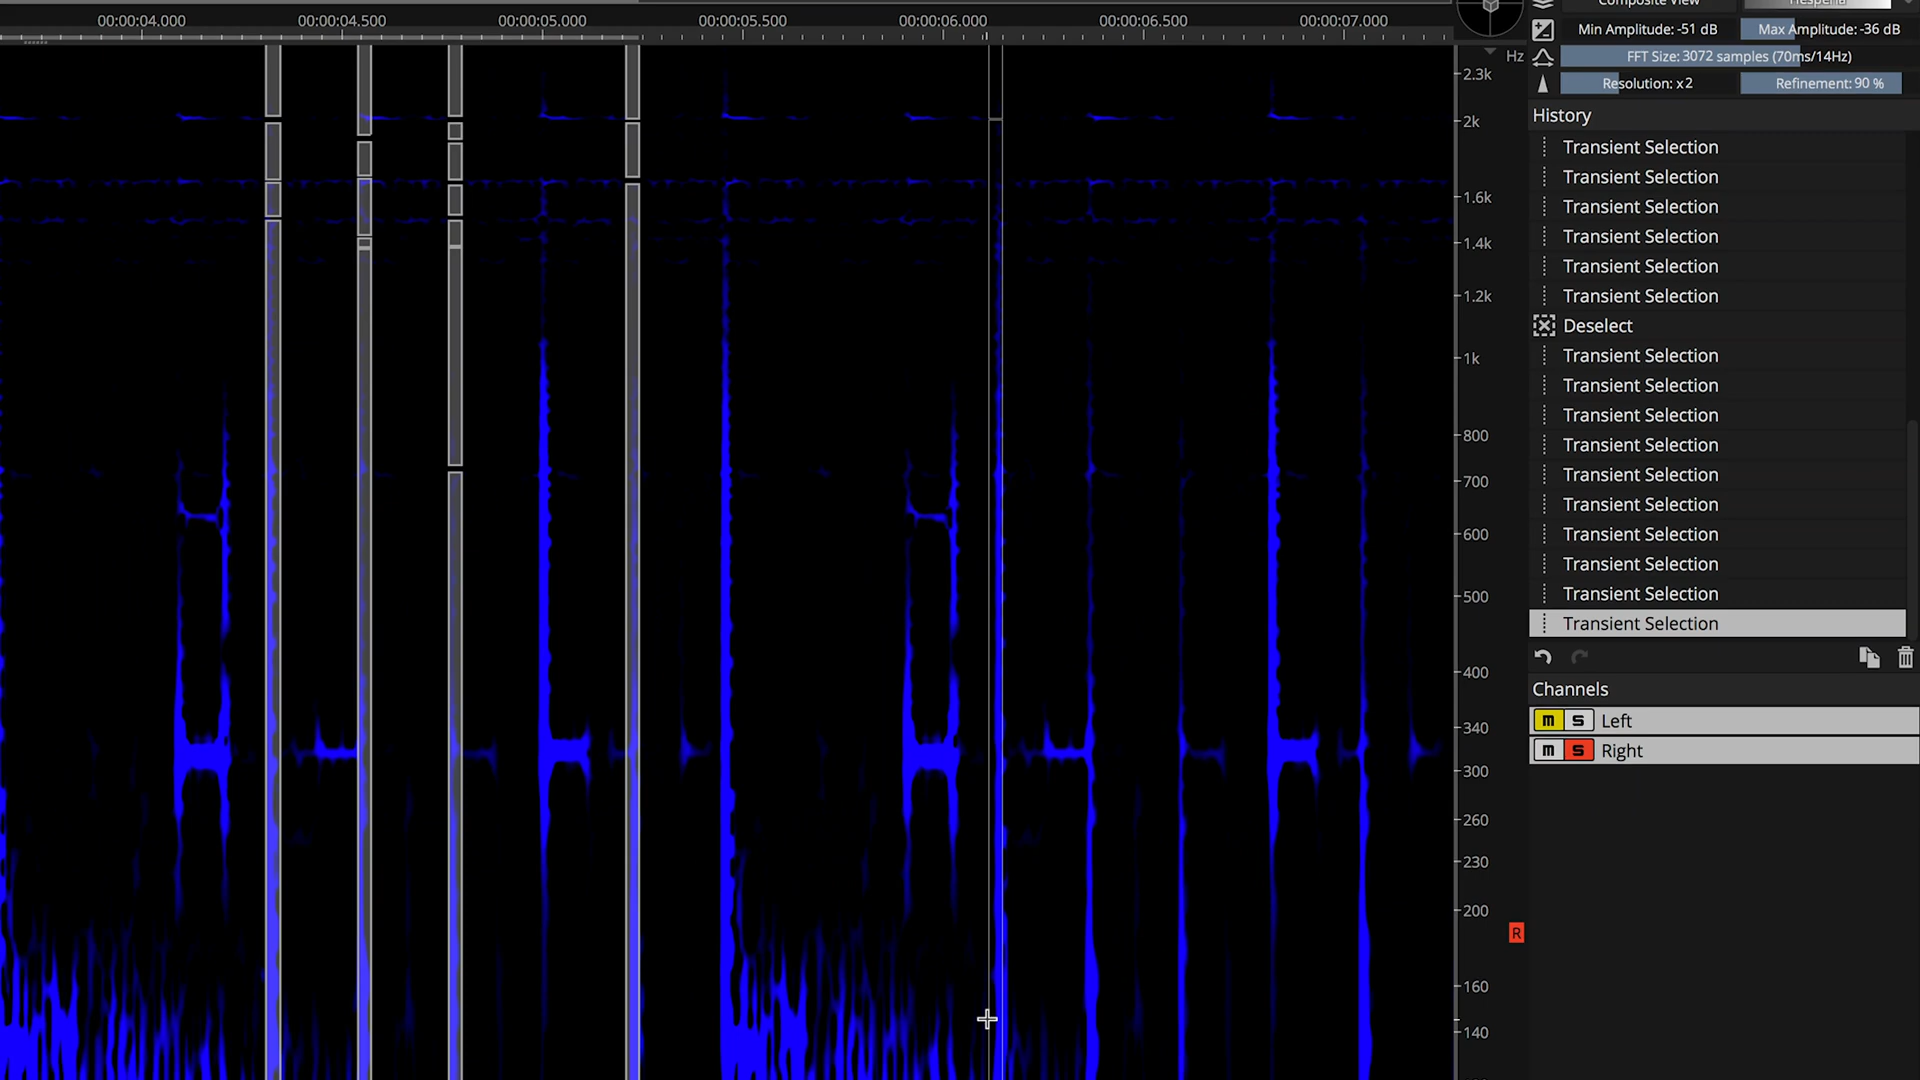 00:00:04.000
00:00:04.500
00:00:05.000
00:00:05.500
00:00:06.000
00:00:06.500
00:00:07.000
Composite View
Hesperia
Min Amplitude: -51 dB
Max Amplitude: -36 dB
FFT Size: 3072 samples (70ms/14Hz)
Resolution: x2
Refinement: 90 %
Hz
2.3k
2k
1.6k
1.4k
1.2k
1k
800
700
600
500
400
340
300
260
230
200
160
140
R
History
Transient Selection
Transient Selection
Transient Selection
Transient Selection
Transient Selection
Transient Selection
Deselect
Transient Selection
Transient Selection
Transient Selection
Transient Selection
Transient Selection
Transient Selection
Transient Selection
Transient Selection
Transient Selection
Transient Selection
Channels
m S Left
m S Right